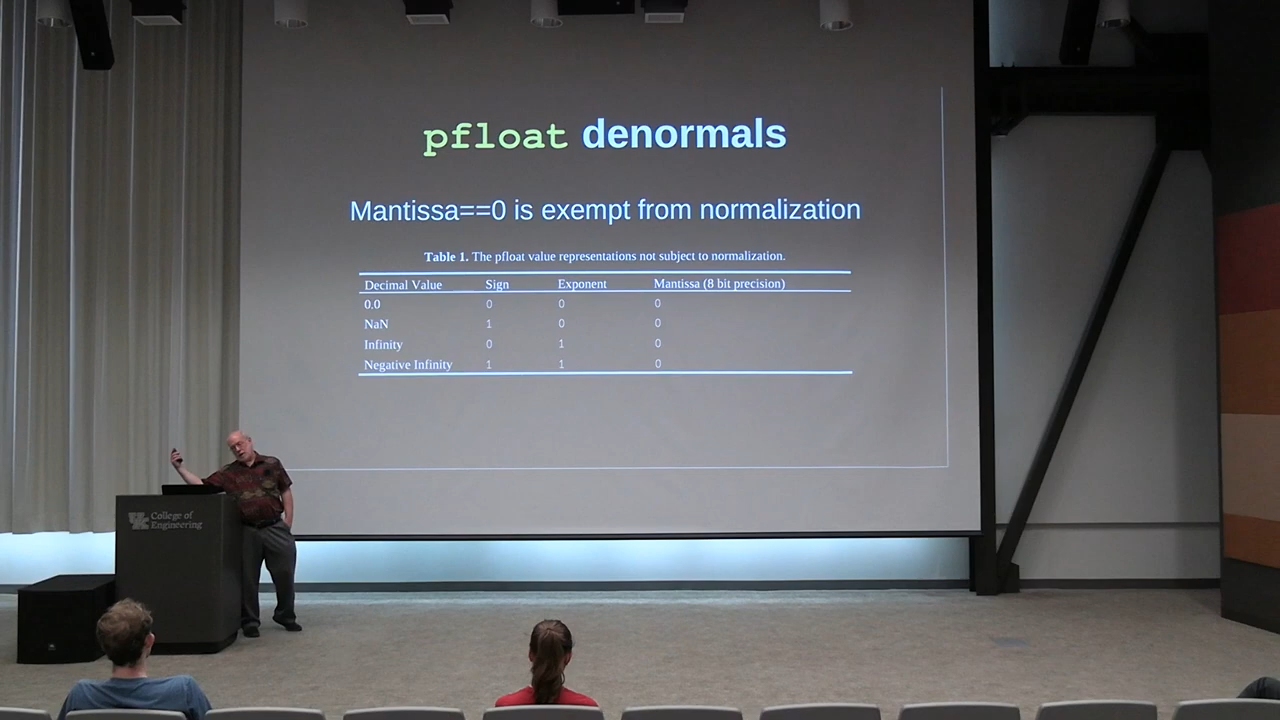 pfloat denormals
Mantissa==0 is exempt from normalization
Table 1. The pfloat value representations not subject to normalization.
Decimal Value Sign Exponent Mantissa (8 bit precision)
0.0 0 0 0
NaN 1 0 0
Infinity 0 1 0
Negative Infinity 1 1 0
UK College of
Engineering